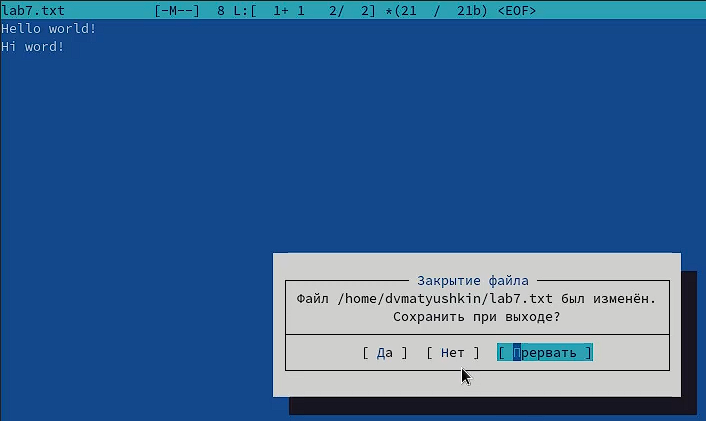 lab7.txt [-M--] 8 L:[ 1+ 1 2/ 2] *(21 / 21b) <EOF>
Hello world!
Hi word!
Закрытие файла
Файл /home/dvmatyushkin/lab7.txt был изменён.
Сохранить при выходе?
[ Да ] [ Нет ] [ Прервать ]